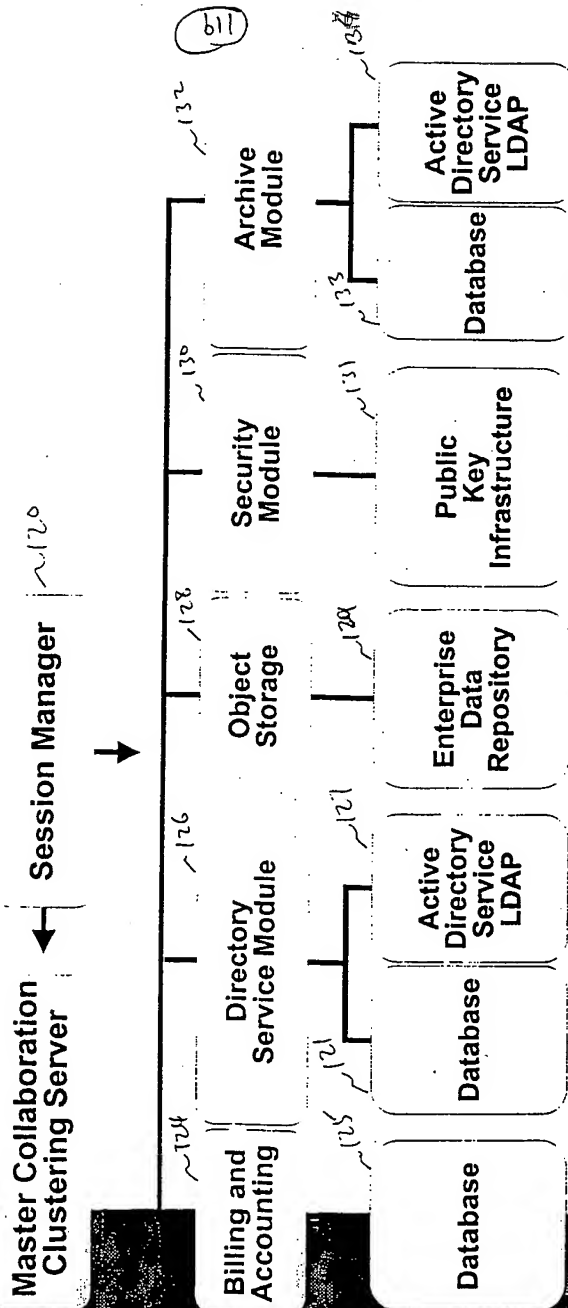 Master Collaboration
Clustering Server
Session Manager
120
124
126
128
130
132
Billing and
Accounting
Directory
Service Module
Object
Storage
Security
Module
Archive
Module
125
121
127
129
131
133
Database
Database
Active
Directory
Service
LDAP
Enterprise
Data
Repository
Public
Key
Infrastructure
Database
Active
Directory
Service
LDAP